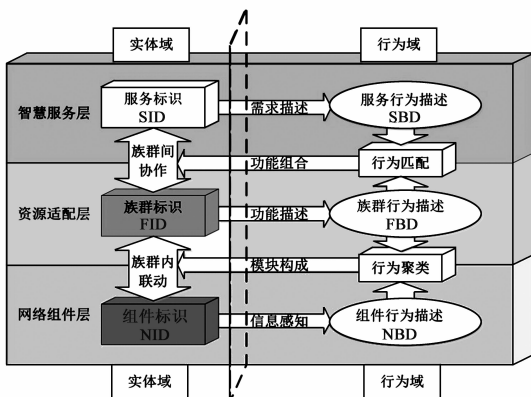 实体域
行为域
智慧服务层
服务标识
SID
需求描述
服务行为描述
SBD
族群间
协作
功能组合
行为匹配
资源适配层
族群标识
FID
功能描述
族群行为描述
FBD
族群内
联动
模块构成
行为聚类
网络组件层
组件标识
NID
信息感知
组件行为描述
NBD
实体域
行为域